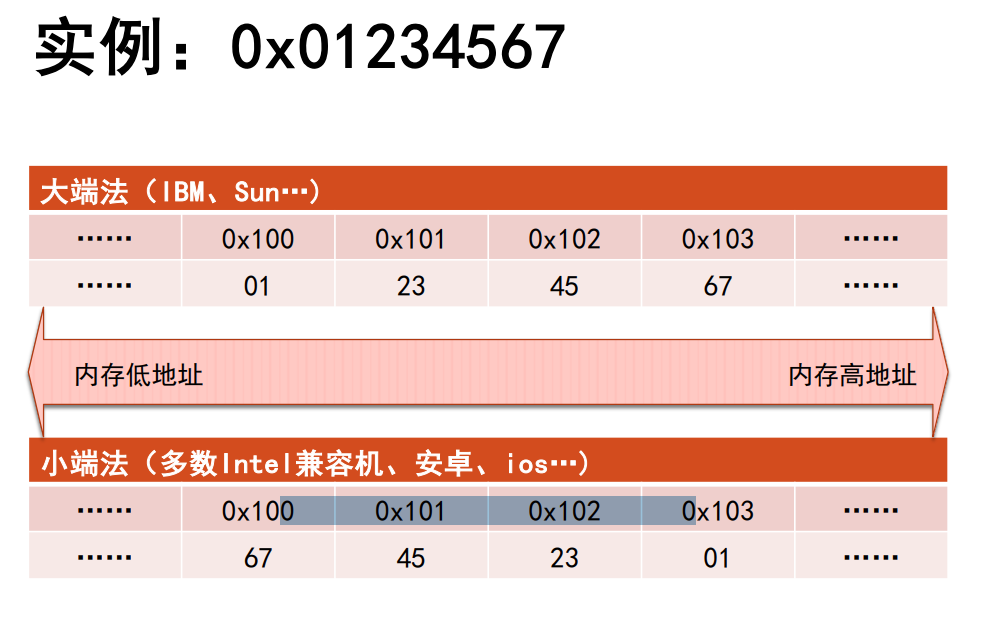 实例：0x01234567
大端法（IBM、Sun…）
…… 0x100 0x101 0x102 0x103 ……
…… 01 23 45 67 ……
内存低地址 内存高地址
小端法（多数Intel兼容机、安卓、ios…）
…… 0x100 0x101 0x102 0x103 ……
…… 67 45 23 01 ……